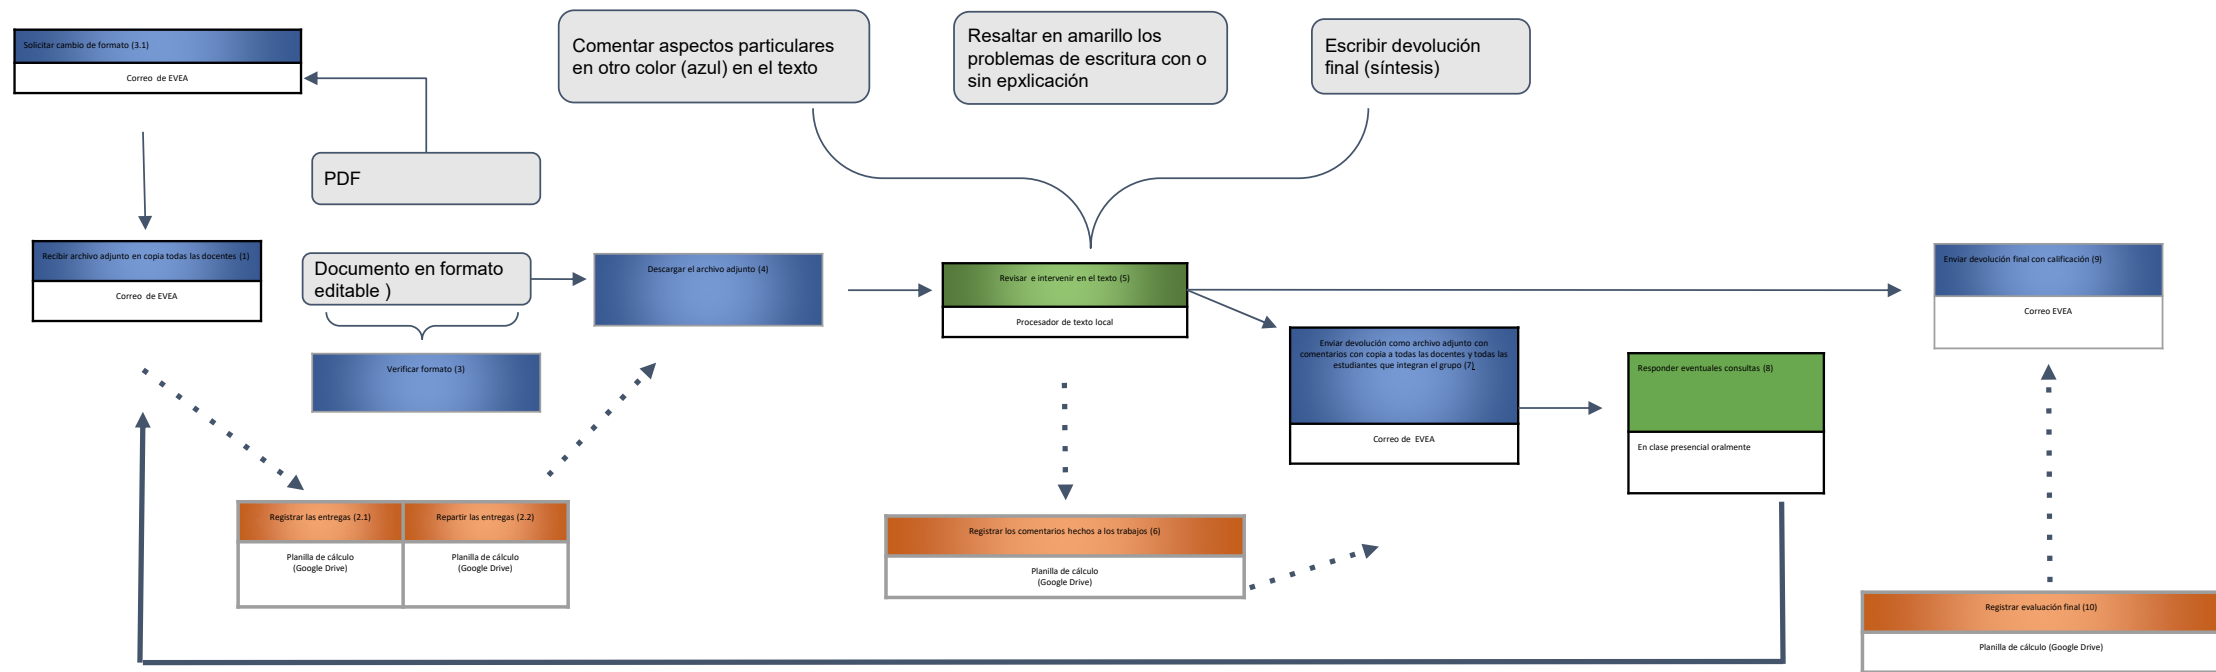 Solicitar cambio de formato (3.1)
Correo de EVEA
Comentar aspectos particulares
en otro color (azul) en el texto
Resaltar en amarillo los
problemas de escritura con o
sin epxlicación
Escribir devolución
final (síntesis)
PDF
Recibir archivo adjunto en copia todas las docentes (1)
Correo de EVEA
Documento en formato
editable )
Verificar formato (3)
Descargar el archivo adjunto (4)
Revisar e intervenir en el texto (5)
Procesador de texto local
Enviar devolución final con calificación (9)
Correo EVEA
Enviar devolución como archivo adjunto con
comentarios con copia a todas las docentes y todas las
estudiantes que integran el grupo (7)
Correo de EVEA
Responder eventuales consultas (8)
En clase presencial oralmente
Registrar las entregas (2.1)
Planilla de cálculo
(Google Drive)
Repartir las entregas (2.2)
Planilla de cálculo
(Google Drive)
Registrar los comentarios hechos a los trabajos (6)
Planilla de cálculo
(Google Drive)
Registrar evaluación final (10)
Planilla de cálculo (Google Drive)